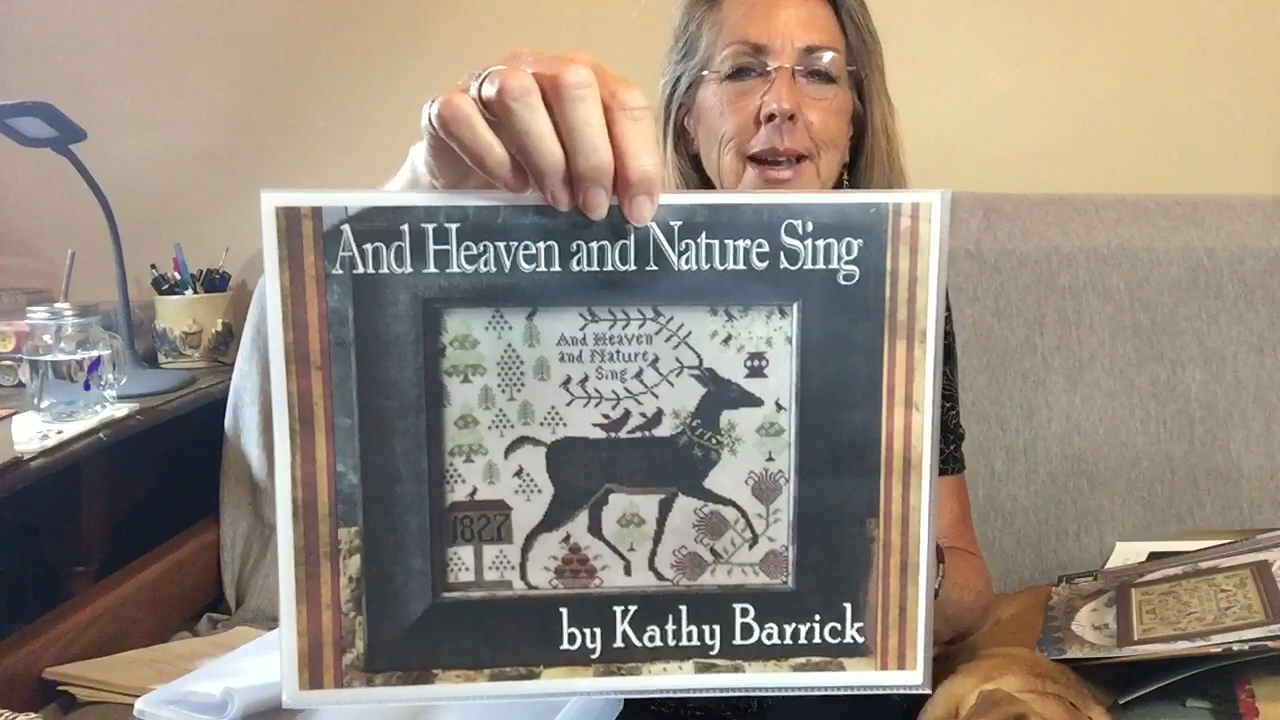 And Heaven and Nature Sing
And Heaven
and Nature
Sing
1827
by Kathy Barrick